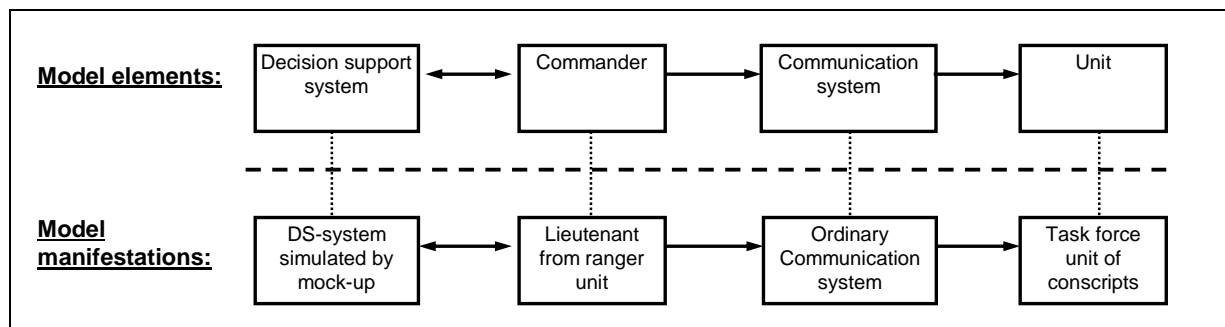 Model elements:
Decision support
system
Commander
Communication
system
Unit
Model
manifestations:
DS-system
simulated by
mock-up
Lieutenant
from ranger
unit
Ordinary
Communication
system
Task force
unit of
conscripts